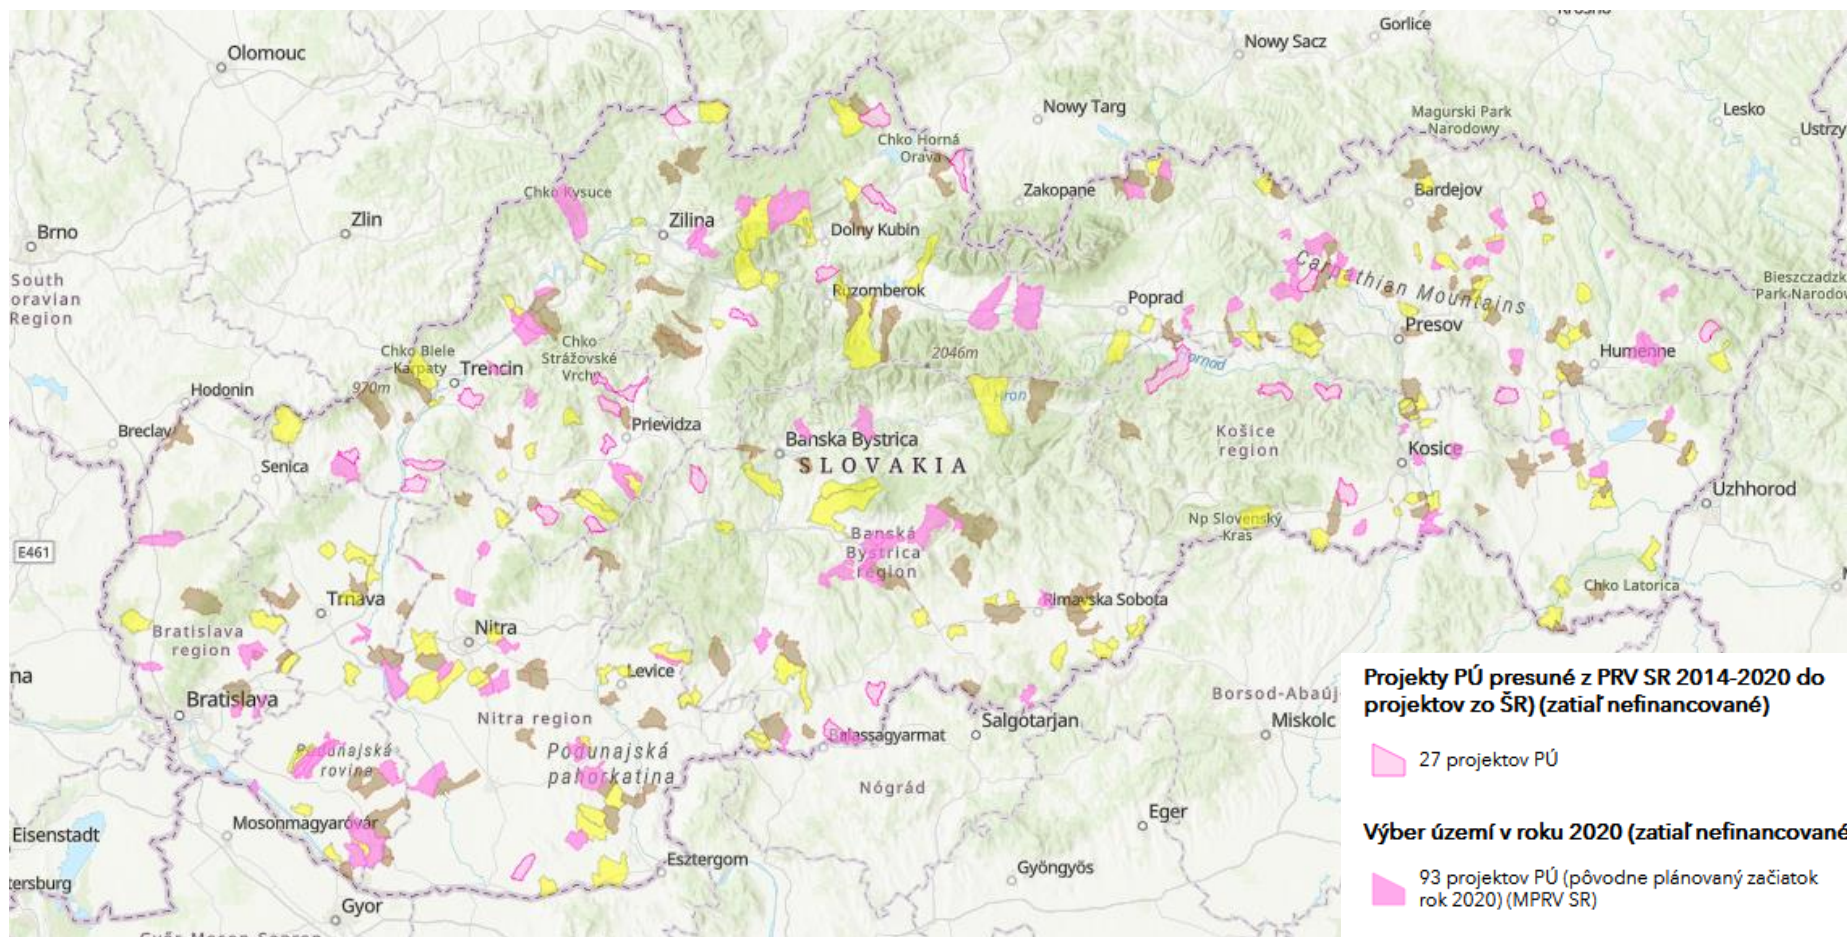 Olomouc
Nowy Sacz
Gorlice
Nowy Targ
Magurski Park
Narodowy
Lesko
Ustrzy
Chko Horná
Orava
Zakopane
Bardejov
Chko Kysuce
Brno
Zlin
Zilina
Dolny Kubin
South
oravian
Region
Carpathian Mountains
Bieszczadzk
Park Narodow
Ruzomberok
Poprad
Presov
Chko
Strážovské
Vrchy
Chko Biele
Karpaty
2046m
Humenne
Trencin
Hodonin
970m
Hron
Breclav
Prievidza
Banska Bystrica
Košice
region
Kosice
Senica
SLOVAKIA
Uzhhorod
Np Slovenský
Kras
E461
Banská
Bystrica
region
Chko Latorica
Trnava
Rimavska Sobota
Bratislava
region
Nitra
na
Levice
Bratislava
Nitra region
Salgotarjan
Borsod-Abaúj
Miskolc
Podunajská
rovina
Podunajská
pahorkatina
Balassagyarmat
Nógrád
Eisenstadt
Mosonmagyaróvár
Eger
Esztergom
Gyöngyös
tersburg
Gyor
Projekty PÚ presuné z PRV SR 2014-2020 do
projektov zo ŠR) (zatiaľ nefinancované)
27 projektov PÚ
Výber území v roku 2020 (zatiaľ nefinancované
93 projektov PÚ (pôvodne plánovaný začiatok
rok 2020) (MPRV SR)